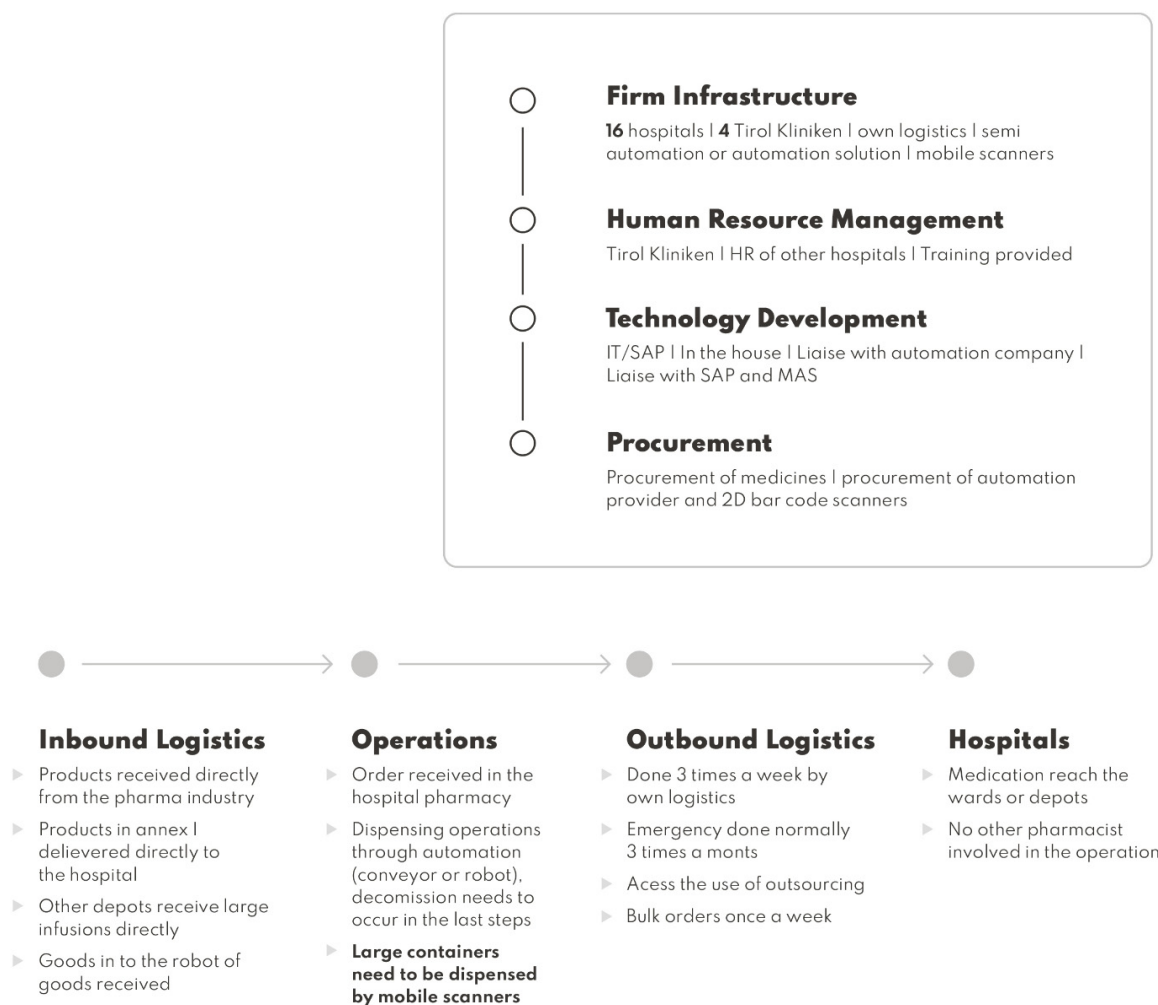 Firm Infrastructure
16 hospitals | 4 Tirol Kliniken | own logistics | semi
automation or automation solution | mobile scanners
Human Resource Management
Tirol Kliniken | HR of other hospitals | Training provided
Technology Development
IT/SAP | In the house | Liaise with automation company |
Liaise with SAP and MAS
Procurement
Procurement of medicines | procurement of automation
provider and 2D bar code scanners
Inbound Logistics
Products received directly
from the pharma industry
Products in annex I
delievered directly to
the hospital
Other depots receive large
infusions directly
Goods in to the robot of
goods received
Operations
Order received in the
hospital pharmacy
Dispensing operations
through automation
(conveyor or robot),
decomission needs to
occur in the last steps
Large containers
need to be dispensed
by mobile scanners
Outbound Logistics
Done 3 times a week by
own logistics
Emergency done normally
3 times a monts
Acess the use of outsourcing
Bulk orders once a week
Hospitals
Medication reach the
wards or depots
No other pharmacist
involved in the operation